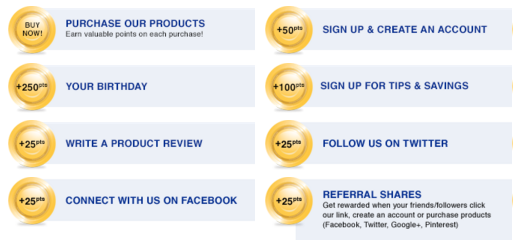 BUY
NOW!
PURCHASE OUR PRODUCTS
Earn valuable points on each purchase!
+50pts
SIGN UP & CREATE AN ACCOUNT
+250pts
YOUR BIRTHDAY
+100pts
SIGN UP FOR TIPS & SAVINGS
+25pts
WRITE A PRODUCT REVIEW
+25pts
FOLLOW US ON TWITTER
+25pts
CONNECT WITH US ON FACEBOOK
+25pts
REFERRAL SHARES
Get rewarded when your friends/followers click
our link, create an account or purchase products
(Facebook, Twitter, Google+, Pinterest)